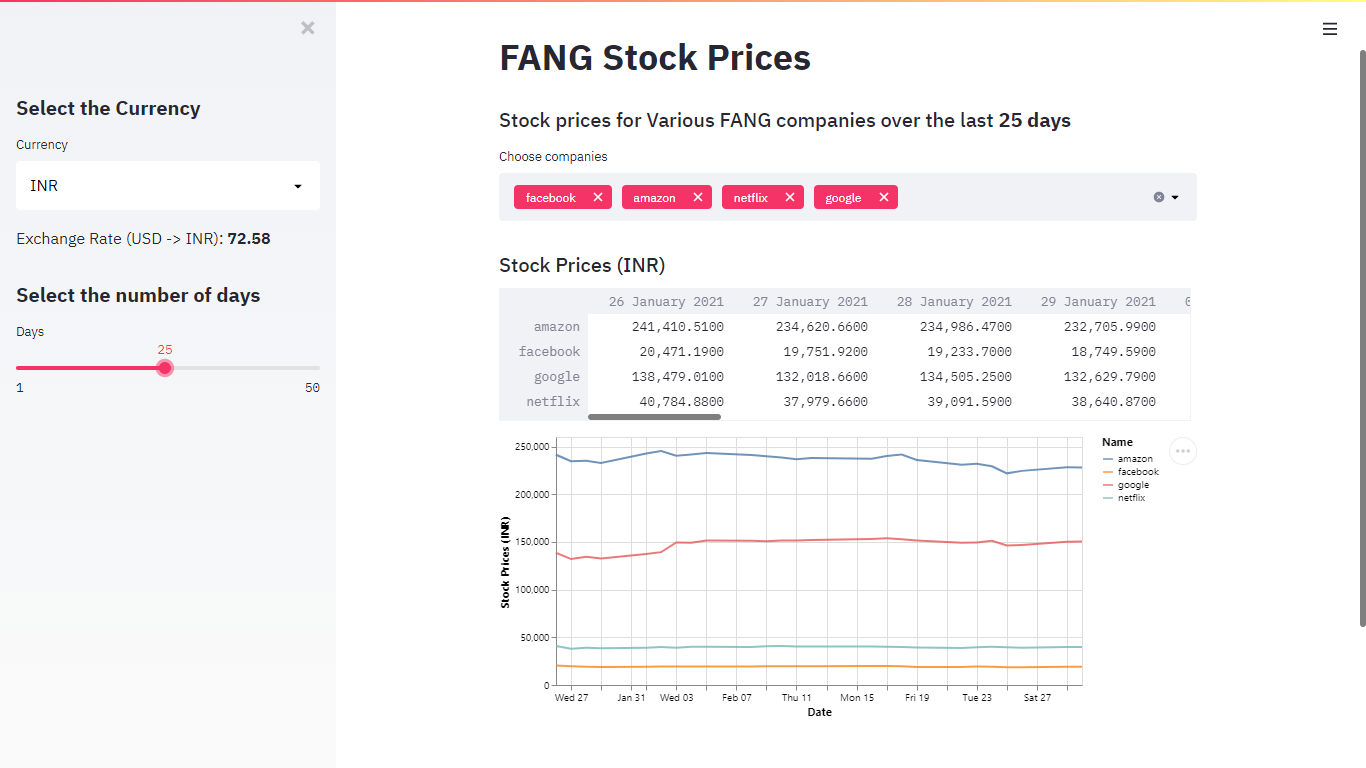 Select the Currency
Currency
INR
Exchange Rate (USD -> INR): 72.58
Select the number of days
Days
25
1 50
FANG Stock Prices
Stock prices for Various FANG companies over the last 25 days
Choose companies
facebook amazon netflix google
Stock Prices (INR)
26 January 2021 27 January 2021 28 January 2021 29 January 2021
amazon 241,410.5100 234,620.6600 234,986.4700 232,705.9900
facebook 20,471.1900 19,751.9200 19,233.7000 18,749.5900
google 138,479.0100 132,018.6600 134,505.2500 132,629.7900
netflix 40,784.8800 37,979.6600 39,091.5900 38,640.8700
Stock Prices (INR)
250,000
200,000
150,000
100,000
50,000
0
Wed 27 Jan 31 Wed 03 Feb 07 Thu 11 Mon 15 Fri 19 Tue 23 Sat 27
Date
Name
amazon
facebook
google
netflix